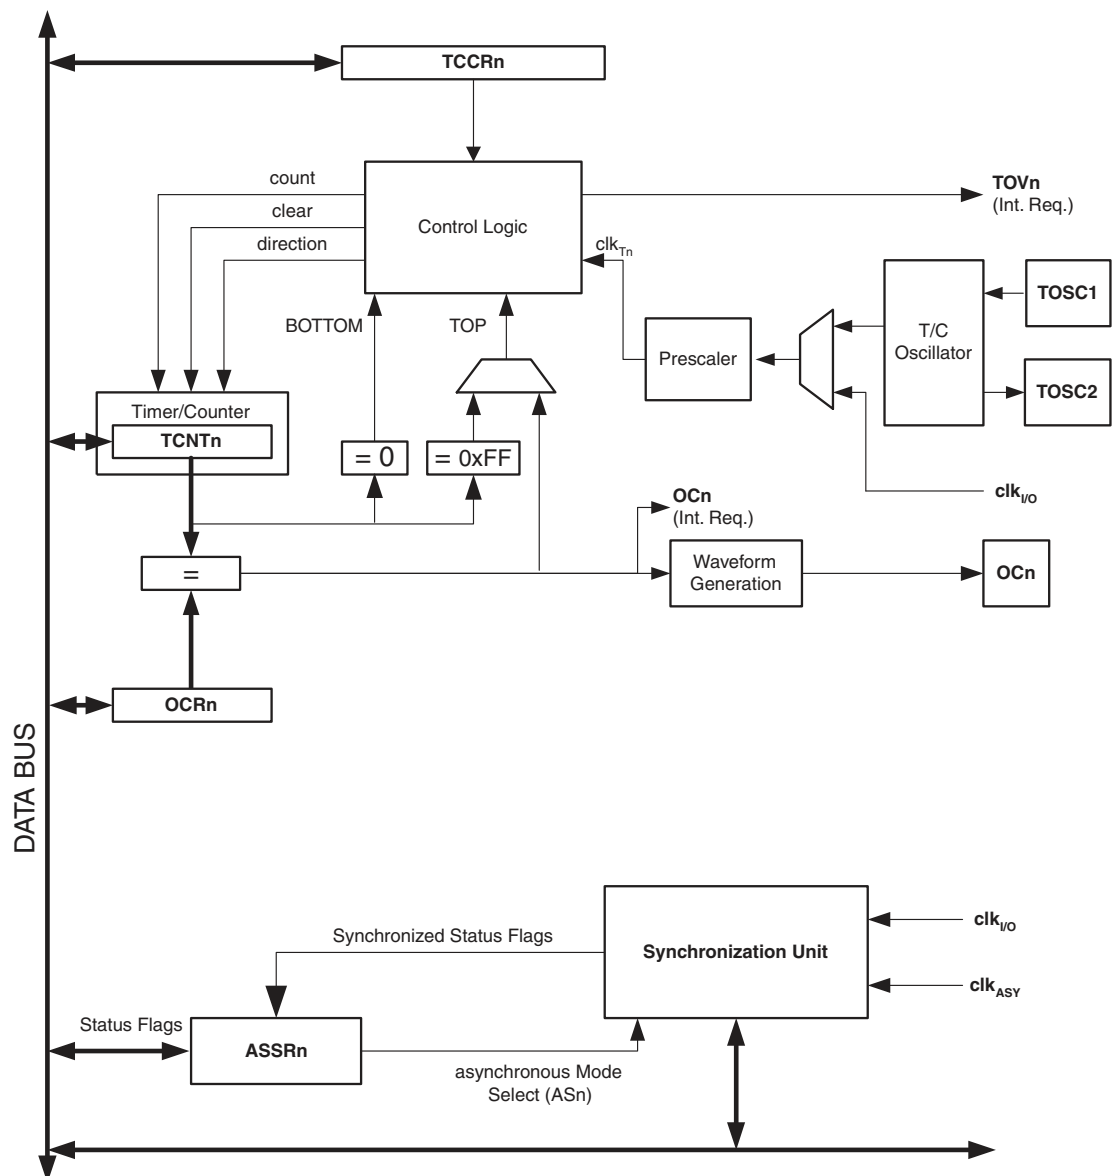 TCCRn
count
clear
direction
Control Logic
TOVn
(Int. Req.)
clkTn
TOSC1
T/C
Oscillator
BOTTOM
TOP
Prescaler
TOSC2
Timer/Counter
TCNTn
= 0
= 0xFF
clkI/O
OCn
(Int. Req.)
=
Waveform
Generation
OCn
OCRn
DATA BUS
Synchronized Status Flags
Synchronization Unit
clkI/O
clkASY
Status Flags
ASSRn
asynchronous Mode
Select (ASn)